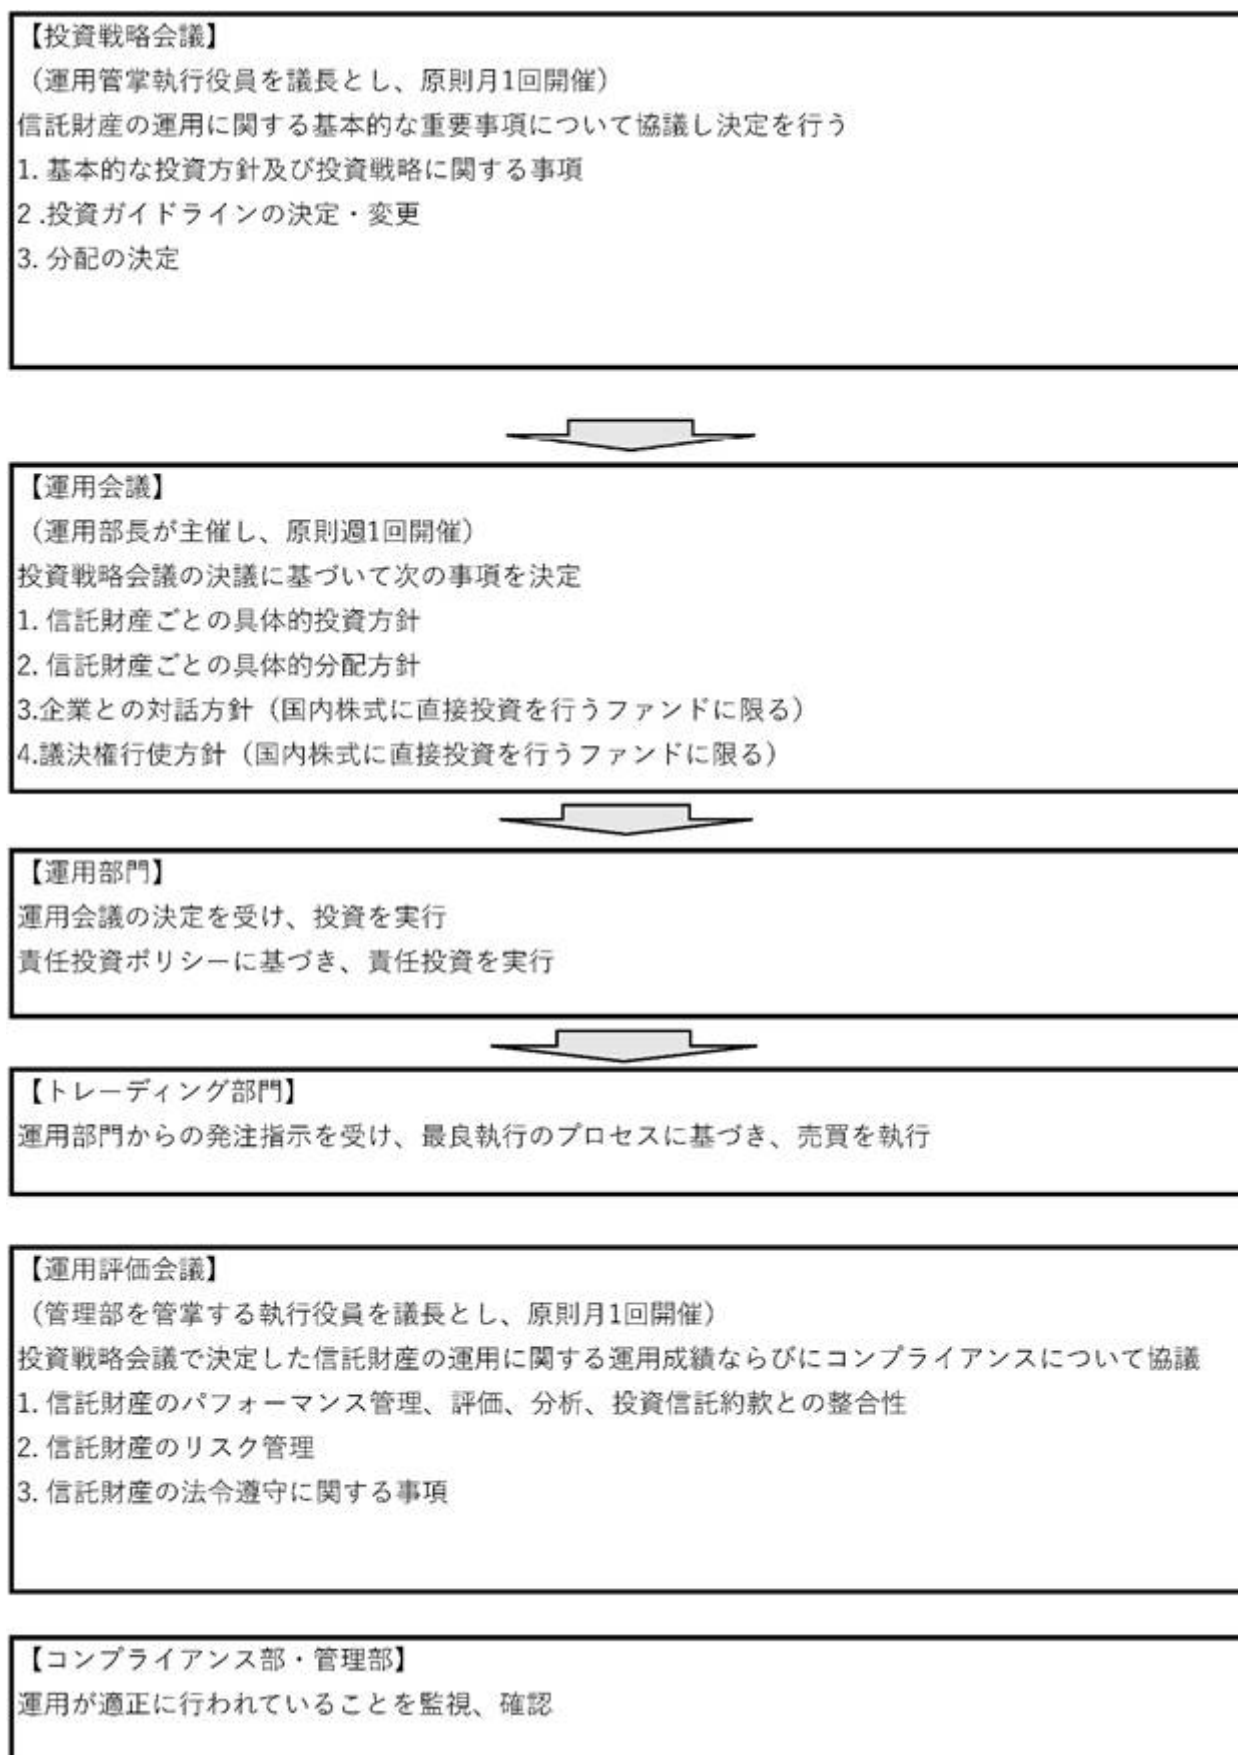 【投資戦略会議】
（運用管掌執行役員を議長とし、原則月1回開催）
信託財産の運用に関する基本的な重要事項について協議し決定を行う
1. 基本的な投資方針及び投資戦略に関する事項
2 .投資ガイドラインの決定・変更
3. 分配の決定
【運用会議】
（運用部長が主催し、原則週1回開催）
投資戦略会議の決議に基づいて次の事項を決定
1. 信託財産ごとの具体的投資方針
2. 信託財産ごとの具体的分配方針
3.企業との対話方針（国内株式に直接投資を行うファンドに限る）
4.議決権行使方針（国内株式に直接投資を行うファンドに限る）
【運用部門】
運用会議の決定を受け、投資を実行
責任投資ポリシーに基づき、責任投資を実行
【トレーディング部門】
運用部門からの発注指示を受け、最良執行のプロセスに基づき、売買を執行
【運用評価会議】
（管理部を管掌する執行役員を議長とし、原則月1回開催）
投資戦略会議で決定した信託財産の運用に関する運用成績ならびにコンプライアンスについて協議
1. 信託財産のパフォーマンス管理、評価、分析、投資信託約款との整合性
2. 信託財産のリスク管理
3. 信託財産の法令遵守に関する事項
【コンプライアンス部・管理部】
運用が適正に行われていることを監視、確認